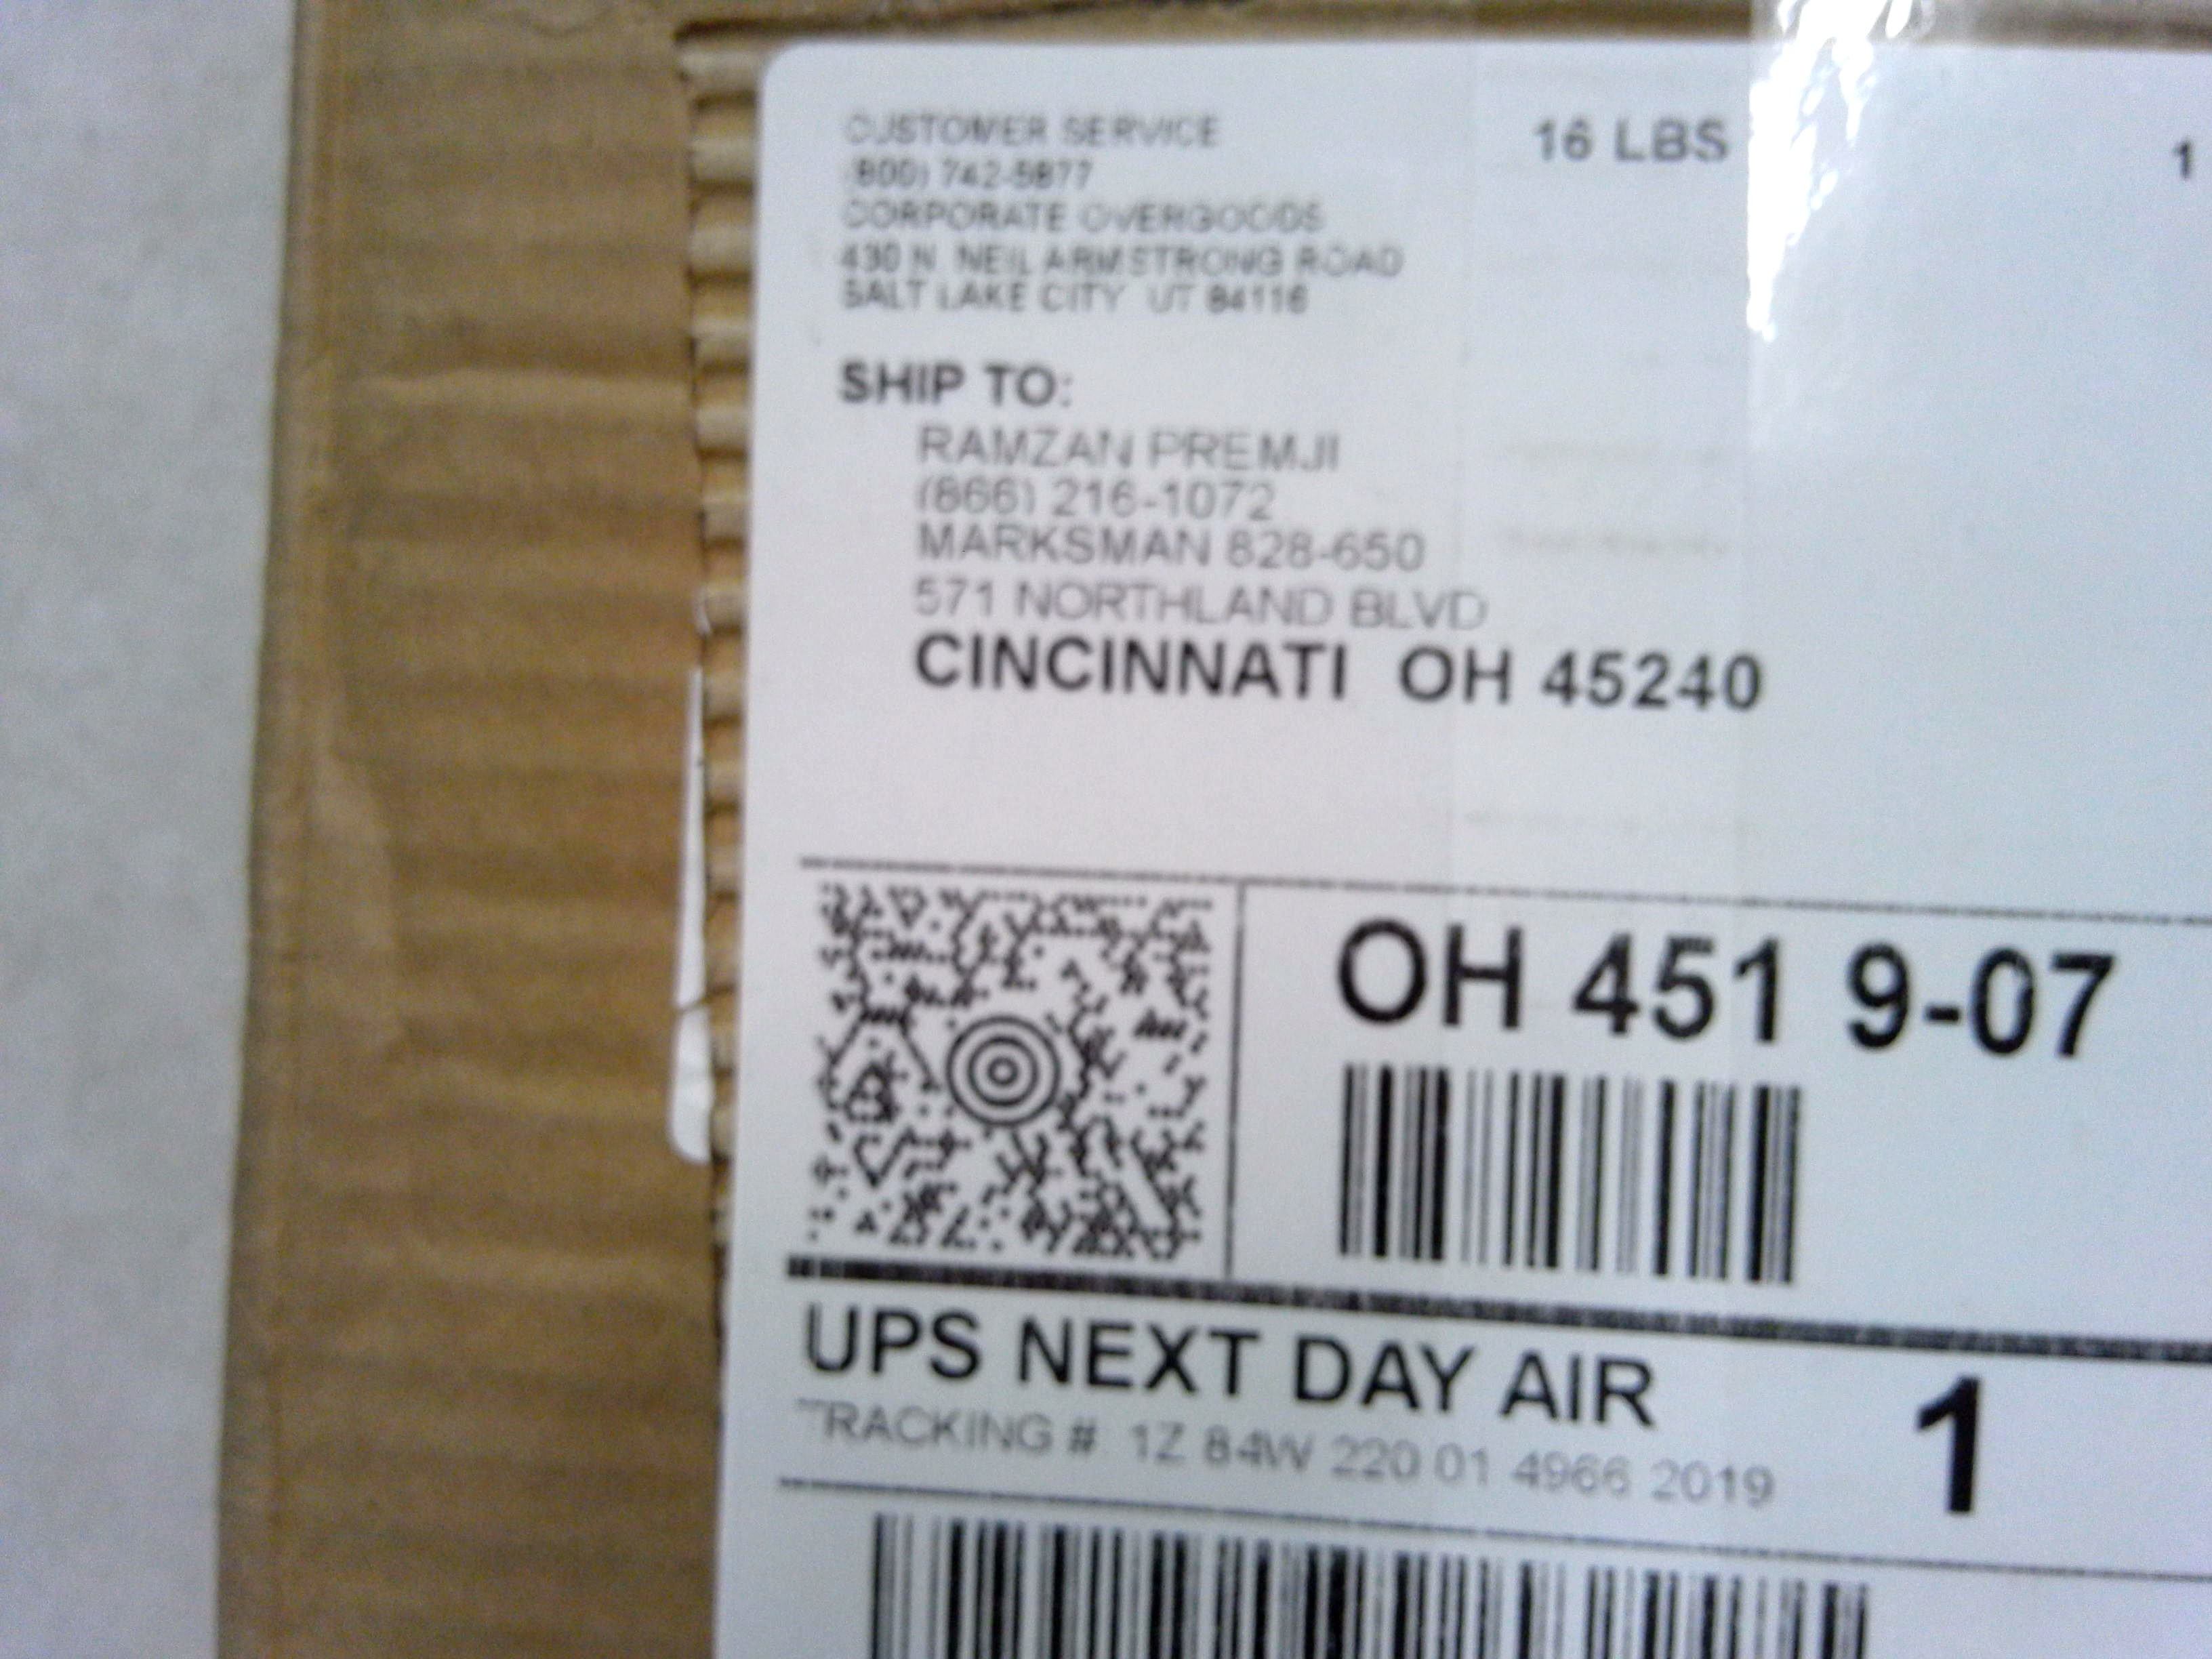 CUSTOMER SERVICE
(800) 742-5877
CORPORATE OVERGOODS
430 N. NEIL ARMSTRONG ROAD
SALT LAKE CITY UT 84116
16 LBS
1
SHIP TO:
RAMZAN PREMJI
(866) 216-1072
MARKSMAN 828-650
571 NORTHLAND BLVD
CINCINNATI OH 45240
OH 451 9-07
UPS NEXT DAY AIR
1
TRACKING #: 1Z 84W 220 01 4966 2019